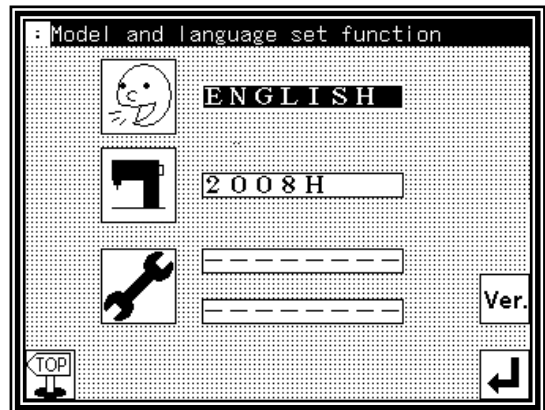 : Model and language set function
ENGLISH
2008H
--------
--------
Ver.
TOP